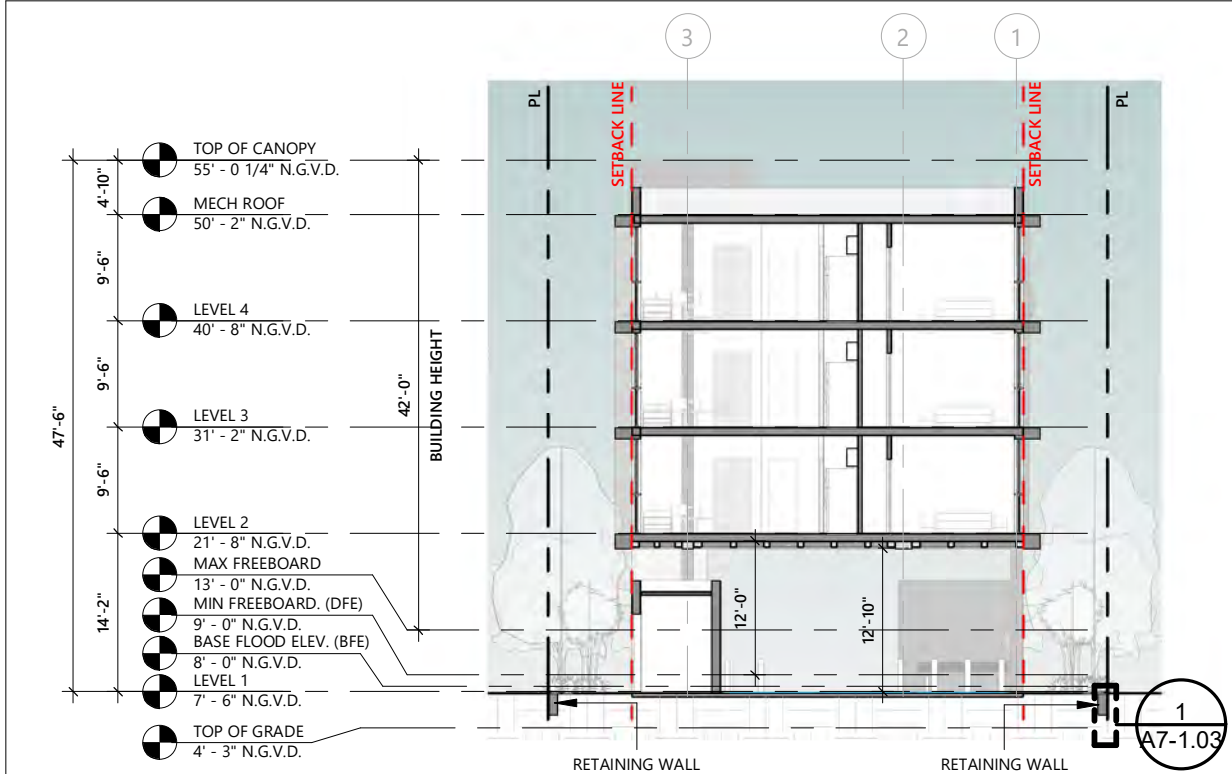 3
2
1
PL
SETBACK LINE
SETBACK LINE
PL
TOP OF CANOPY
55' - 0 1/4" N.G.V.D.
4'-10"
MECH ROOF
50' - 2" N.G.V.D.
9'-6"
LEVEL 4
40' - 8" N.G.V.D.
9'-6"
47'-6"
42'-0"
BUILDING HEIGHT
LEVEL 3
31' - 2" N.G.V.D.
9'-6"
LEVEL 2
21' - 8" N.G.V.D.
MAX FREEBOARD
13' - 0" N.G.V.D.
14'-2"
MIN FREEBOARD. (DFE)
9' - 0" N.G.V.D.
12'-0"
12'-10"
BASE FLOOD ELEV. (BFE)
8' - 0" N.G.V.D.
LEVEL 1
7' - 6" N.G.V.D.
TOP OF GRADE
4' - 3" N.G.V.D.
RETAINING WALL
RETAINING WALL
1
A7-1.03